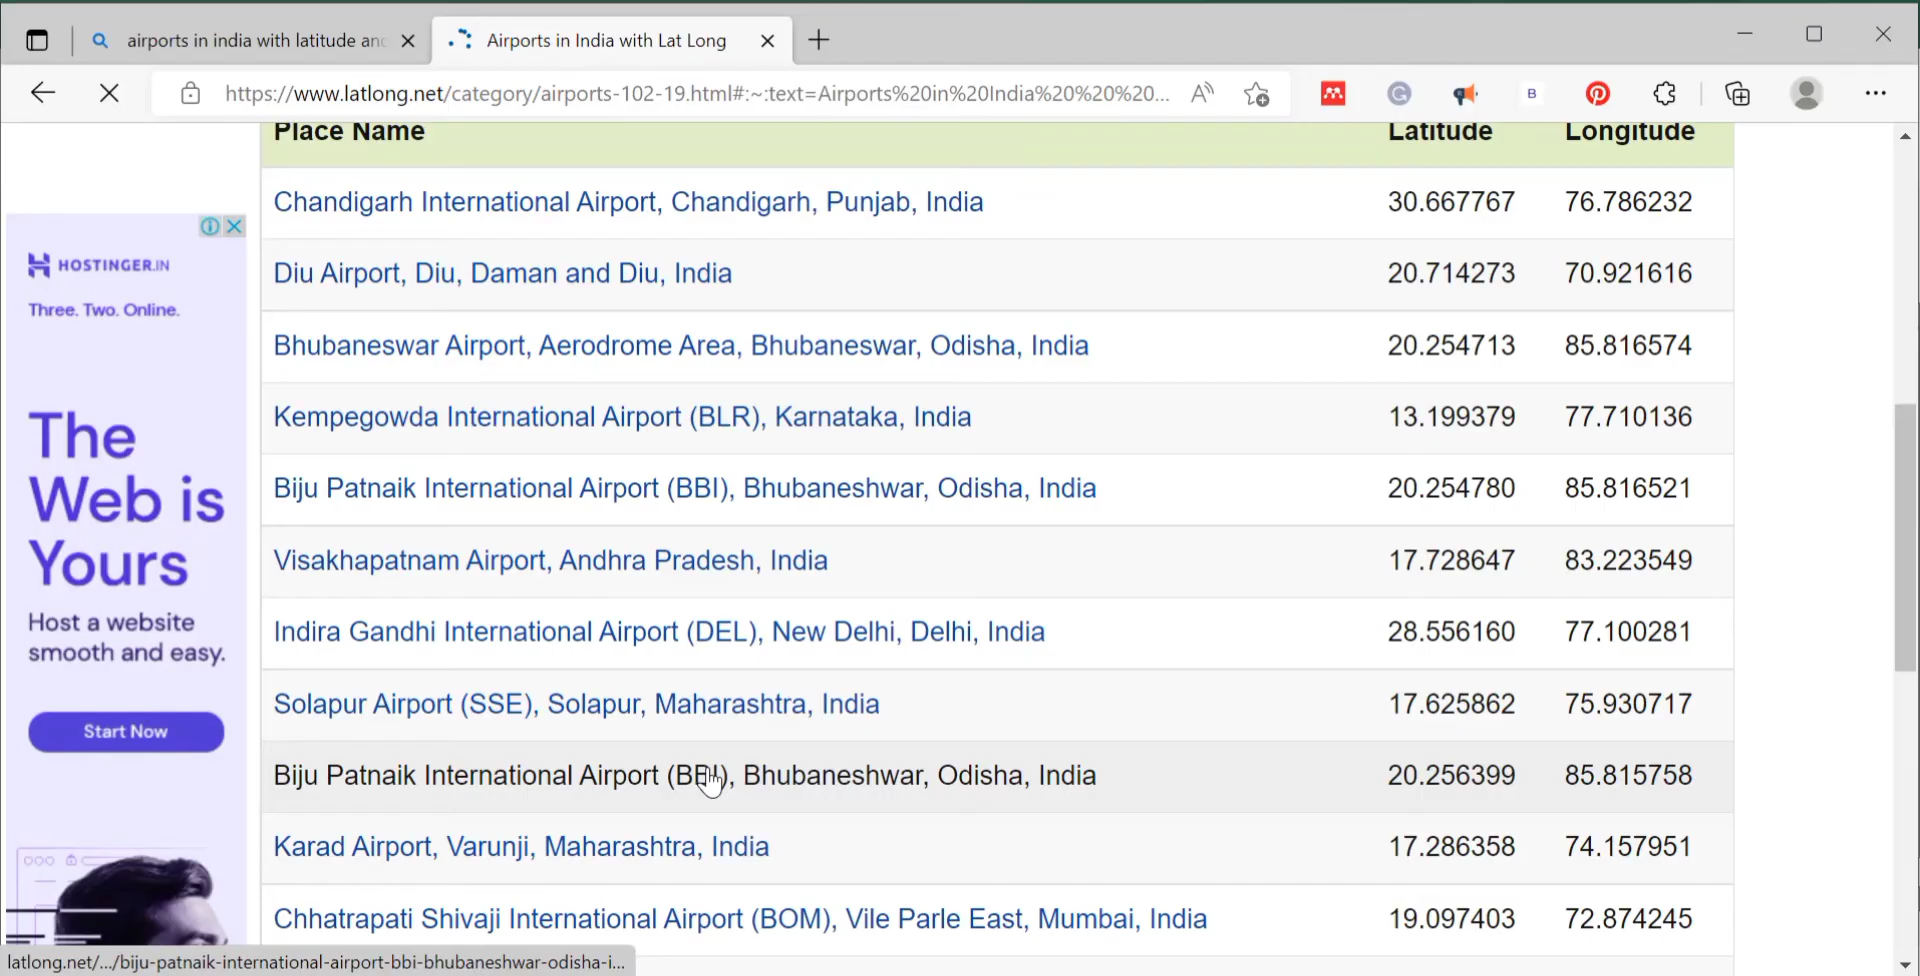 airports in india with latitude and
Airports in India with Lat Long
https://www.latlong.net/category/airports-102-19.html#:~:text=Airports%20in%20India%20%20%20...
Place Name Latitude Longitude
Chandigarh International Airport, Chandigarh, Punjab, India 30.667767 76.786232
Diu Airport, Diu, Daman and Diu, India 20.714273 70.921616
Bhubaneswar Airport, Aerodrome Area, Bhubaneswar, Odisha, India 20.254713 85.816574
Kempegowda International Airport (BLR), Karnataka, India 13.199379 77.710136
Biju Patnaik International Airport (BBI), Bhubaneshwar, Odisha, India 20.254780 85.816521
Visakhapatnam Airport, Andhra Pradesh, India 17.728647 83.223549
Indira Gandhi International Airport (DEL), New Delhi, Delhi, India 28.556160 77.100281
Solapur Airport (SSE), Solapur, Maharashtra, India 17.625862 75.930717
Biju Patnaik International Airport (BBI), Bhubaneshwar, Odisha, India 20.256399 85.815758
Karad Airport, Varunji, Maharashtra, India 17.286358 74.157951
Chhatrapati Shivaji International Airport (BOM), Vile Parle East, Mumbai, India 19.097403 72.874245
HOSTINGER.IN
Three. Two. Online.
The
Web is
Yours
Host a website
smooth and easy.
Start Now
latlong.net/.../biju-patnaik-international-airport-bbi-bhubaneshwar-odisha-i...